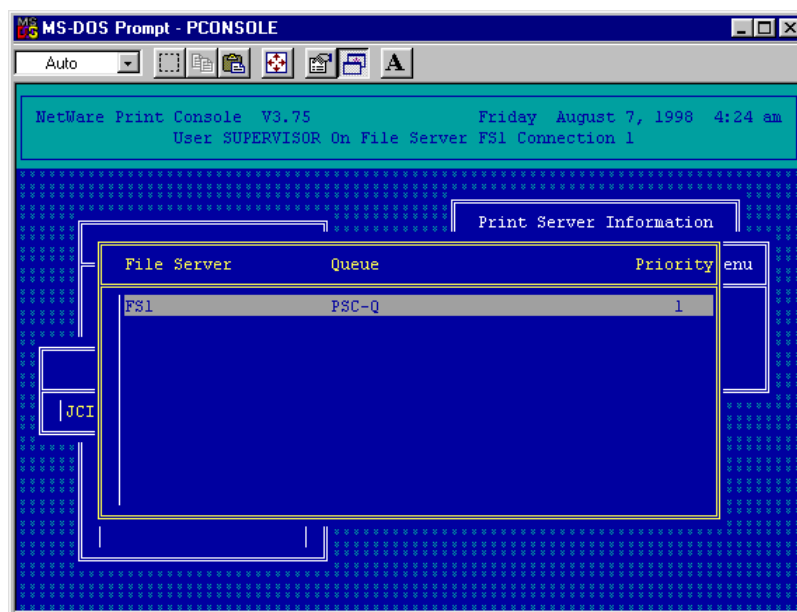 MS-DOS Prompt - PCONSOLE
Auto
A
NetWare Print Console V3.75 Friday August 7, 1998 4:24 am
User SUPERVISOR On File Server FS1 Connection 1
Print Server Information
File Server Queue Priority enu
FS1 PSC-Q 1
JCI